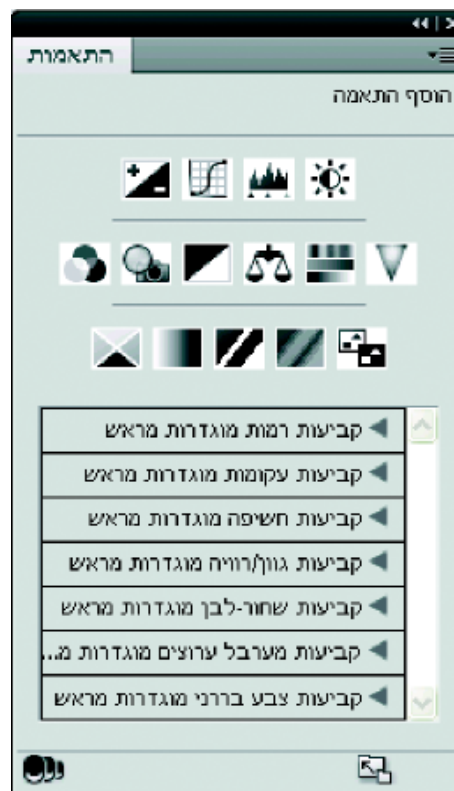 התאמות
הוסף התאמה
קביעות רמות מוגדרות מראש
קביעות עקומות מוגדרות מראש
קביעות חשיפה מוגדרות מראש
קביעות גוון/רוויה מוגדרות מראש
קביעות שחור-לבן מוגדרות מראש
קביעות מערבל ערוצים מוגדרות מ...
קביעות צבע בררני מוגדרות מראש